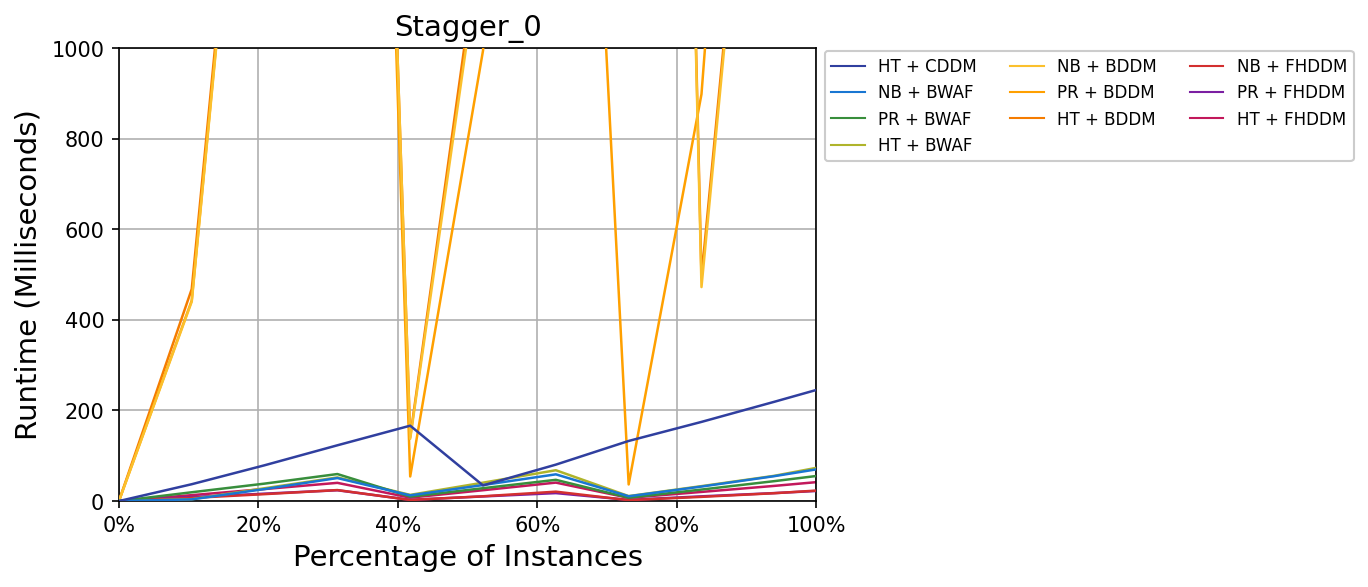 Stagger_0
Runtime (Milliseconds)
1000
800
600
400
200
0
0% 20% 40% 60% 80% 100%
Percentage of Instances
HT + CDDM NB + BDDM NB + FHDDM
NB + BWAF PR + BDDM PR + FHDDM
PR + BWAF HT + BDDM HT + FHDDM
HT + BWAF